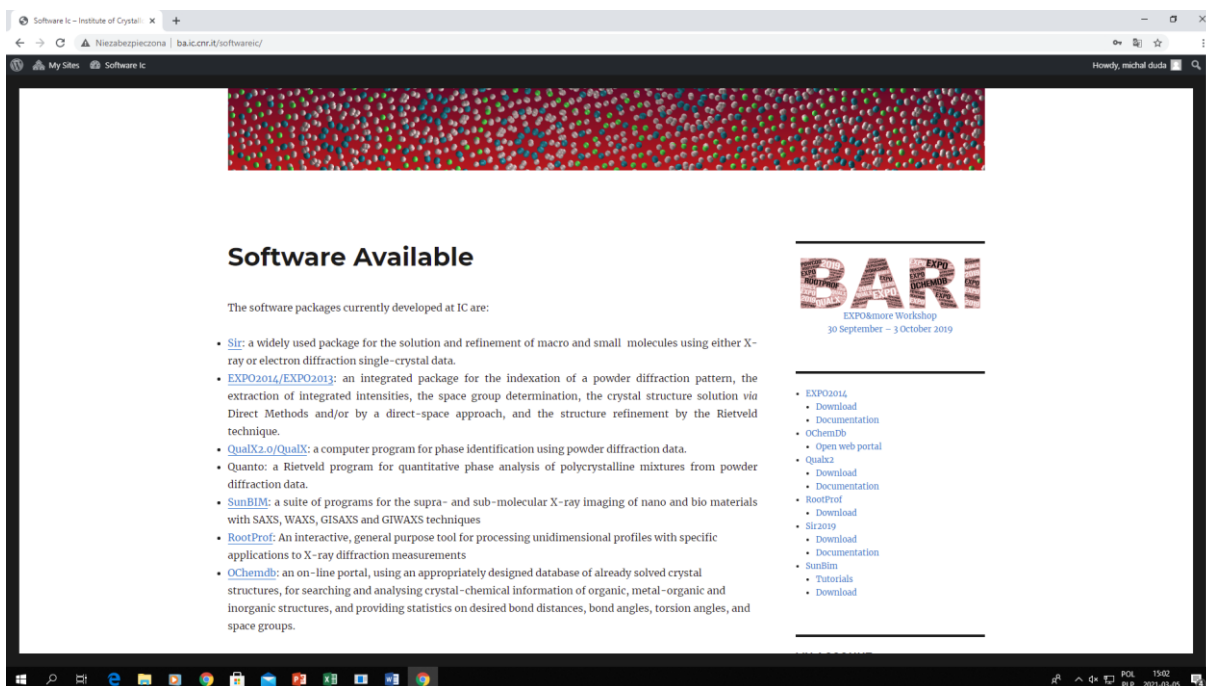 Software Ic – Institute of Crystall
Niezabezpieczona | ba.ic.cnr.it/softwareic/
My Sites Software Ic Howdy, michal duda
Software Available
The software packages currently developed at IC are:
Sir: a widely used package for the solution and refinement of macro and small molecules using either X-
ray or electron diffraction single-crystal data.
EXPO2014/EXPO2013: an integrated package for the indexation of a powder diffraction pattern, the
extraction of integrated intensities, the space group determination, the crystal structure solution via
Direct Methods and/or by a direct-space approach, and the structure refinement by the Rietveld
technique.
QualX2.0/QualX: a computer program for phase identification using powder diffraction data.
Quanto: a Rietveld program for quantitative phase analysis of polycrystalline mixtures from powder
diffraction data.
SunBIM: a suite of programs for the supra- and sub-molecular X-ray imaging of nano and bio materials
with SAXS, WAXS, GISAXS and GIWAXS techniques
RootProf: An interactive, general purpose tool for processing unidimensional profiles with specific
applications to X-ray diffraction measurements
OChemdb: an on-line portal, using an appropriately designed database of already solved crystal
structures, for searching and analysing crystal-chemical information of organic, metal-organic and
inorganic structures, and providing statistics on desired bond distances, bond angles, torsion angles, and
space groups.
BARI
EXPO&more Workshop
30 September – 3 October 2019
EXPO2014
Download
Documentation
OChemDb
Open web portal
Qualx2
Download
Documentation
RootProf
Download
Sir2019
Download
Documentation
SunBim
Tutorials
Download
POL 15:02
PLP 2021-03-05